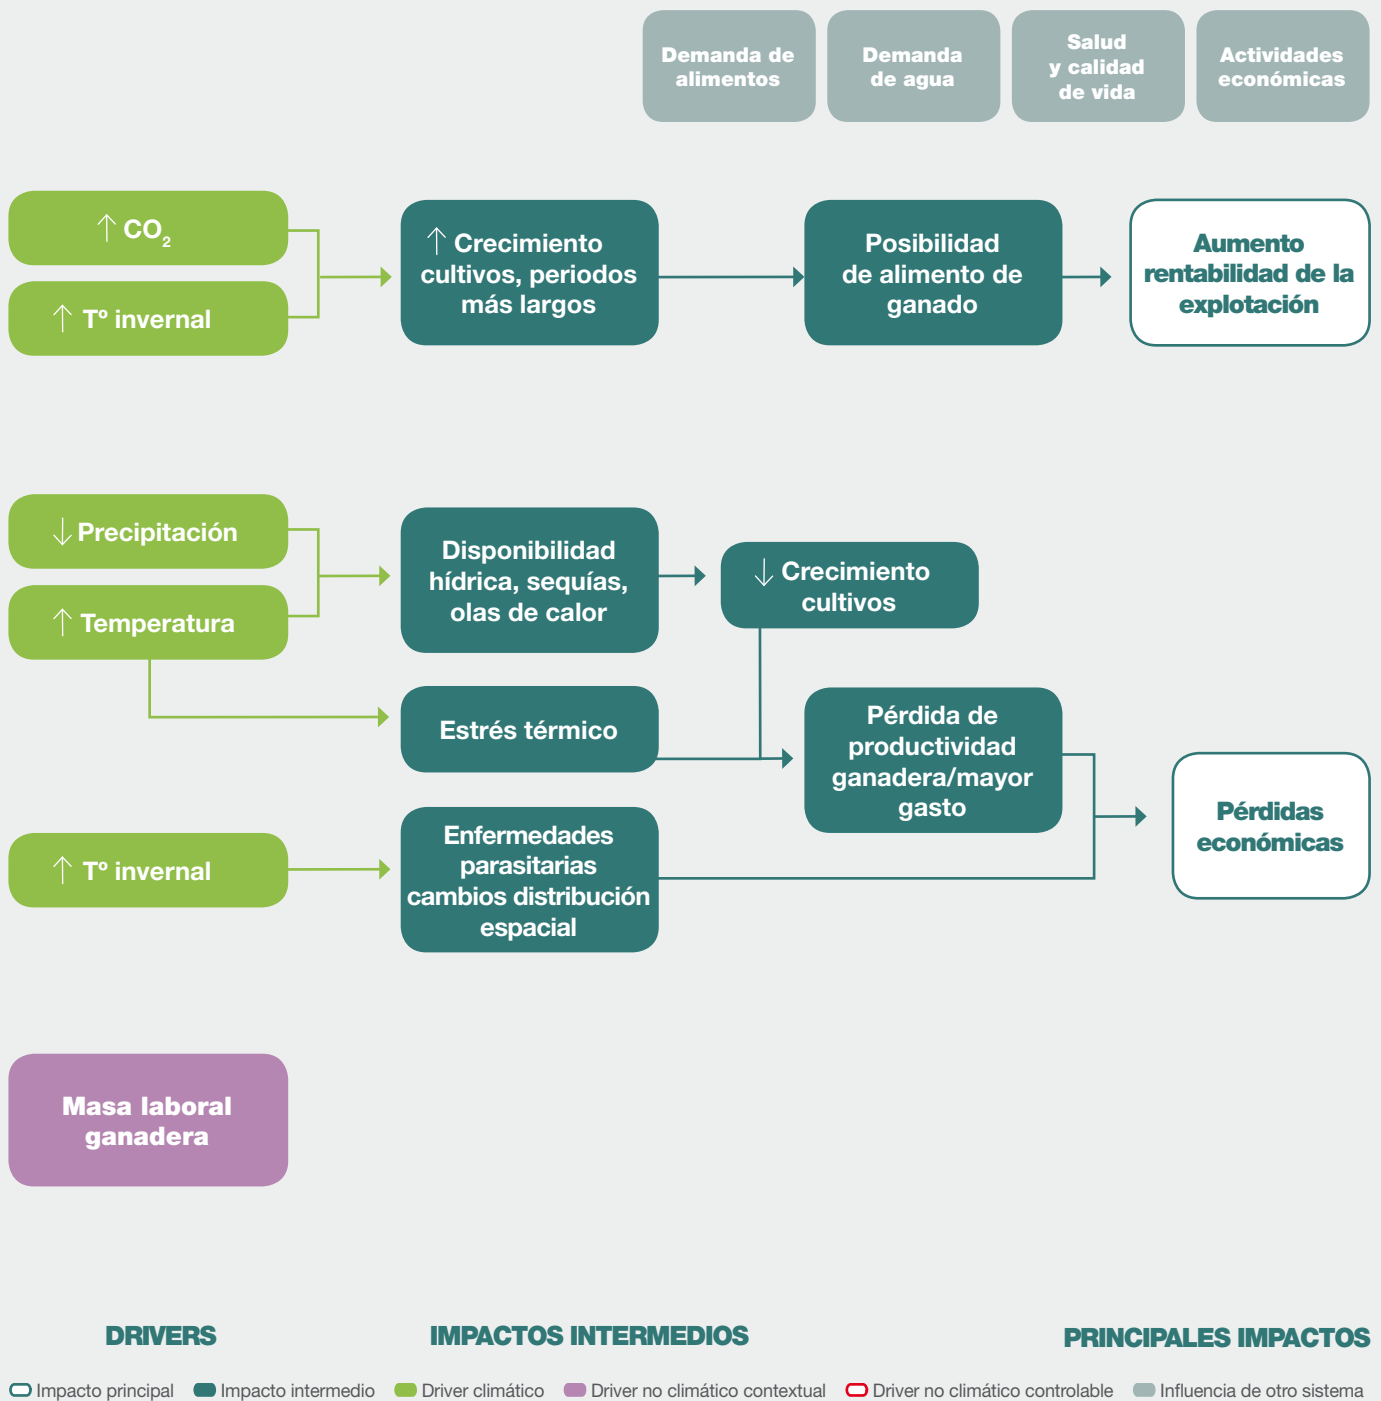 Demanda de
alimentos
Demanda
de agua
Salud
y calidad
de vida
Actividades
económicas
↑ CO₂
↑ Tº invernal
↑ Crecimiento
cultivos, periodos
más largos
Posibilidad
de alimento de
ganado
Aumento
rentabilidad de la
explotación
↓ Precipitación
↑ Temperatura
Disponibilidad
hídrica, sequías,
olas de calor
↓ Crecimiento
cultivos
Estrés térmico
Pérdida de
productividad
ganadera/mayor
gasto
Pérdidas
económicas
↑ Tº invernal
Enfermedades
parasitarias
cambios distribución
espacial
Masa laboral
ganadera
DRIVERS
IMPACTOS INTERMEDIOS
PRINCIPALES IMPACTOS
Impacto principal
Impacto intermedio
Driver climático
Driver no climático contextual
Driver no climático controlable
Influencia de otro sistema